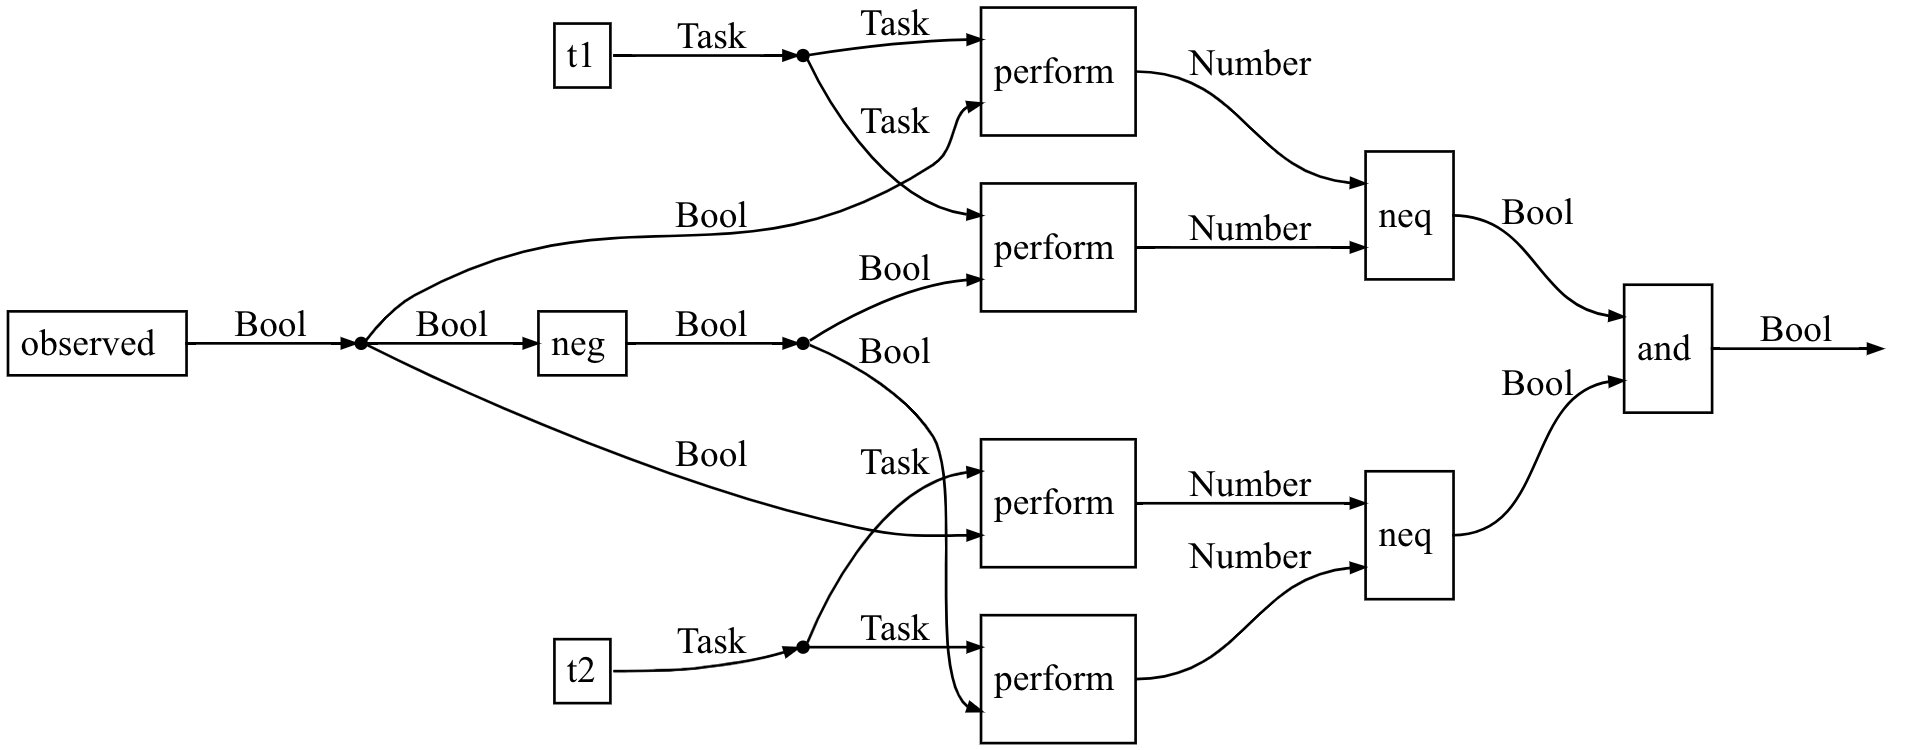 Task
Task
t1
perform
Number
Task
Bool
neq
Bool
perform
Number
Bool
Bool
Bool
observed
neg
Bool
Bool
and
Bool
Bool
Bool
Task
perform
Number
neq
Number
Task
Task
t2
perform